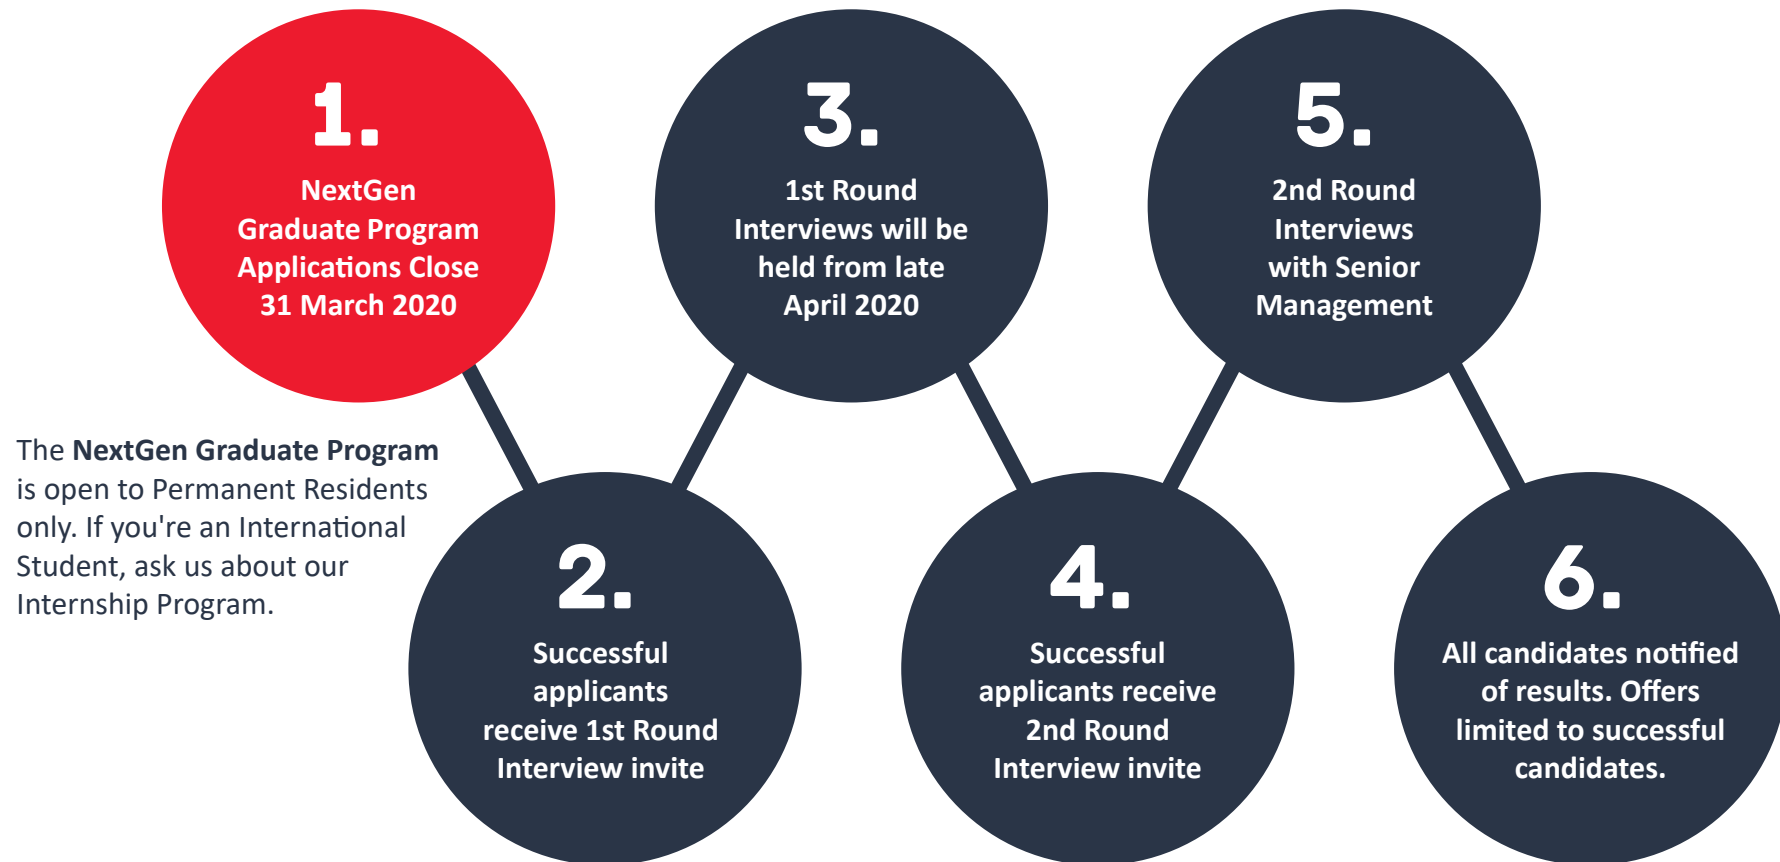 1.
NextGen
Graduate Program
Applications Close
31 March 2020
The NextGen Graduate Program
is open to Permanent Residents
only. If you're an International
Student, ask us about our
Internship Program.
2.
Successful
applicants
receive 1st Round
Interview invite
3.
1st Round
Interviews will be
held from late
April 2020
4.
Successful
applicants receive
2nd Round
Interview invite
5.
2nd Round
Interviews
with Senior
Management
6.
All candidates notified
of results. Offers
limited to successful
candidates.